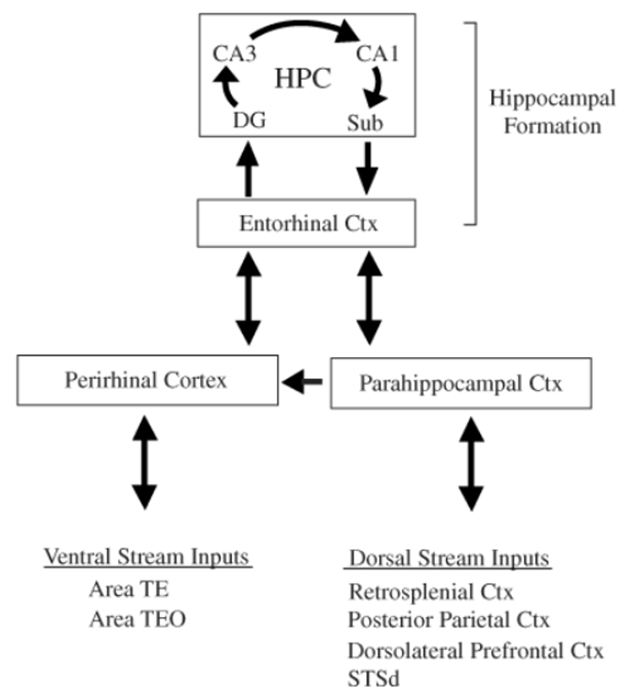 CA3 CA1
HPC
DG Sub
Hippocampal
Formation
Entorhinal Ctx
Perirhinal Cortex
Parahippocampal Ctx
Ventral Stream Inputs
Area TE
Area TEO
Dorsal Stream Inputs
Retrosplenial Ctx
Posterior Parietal Ctx
Dorsolateral Prefrontal Ctx
STSd